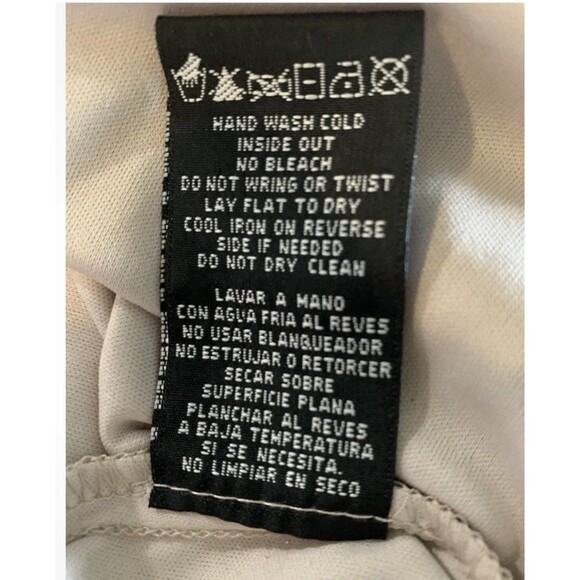 HAND WASH COLD
INSIDE OUT
NO BLEACH
DO NOT WRING OR TWIST
LAY FLAT TO DRY
COOL IRON ON REVERSE
SIDE IF NEEDED
DO NOT DRY CLEAN
LAVAR A MANO
CON AGUA FRIA AL REVES
NO USAR BLANQUEADOR
NO ESTRUJAR O RETORCER
SECAR SOBRE
SUPERFICIE PLANA
PLANCHAR AL REVES
A BAJA TEMPERATURA
SI SE NECESITA.
NO LIMPIAR EN SECO